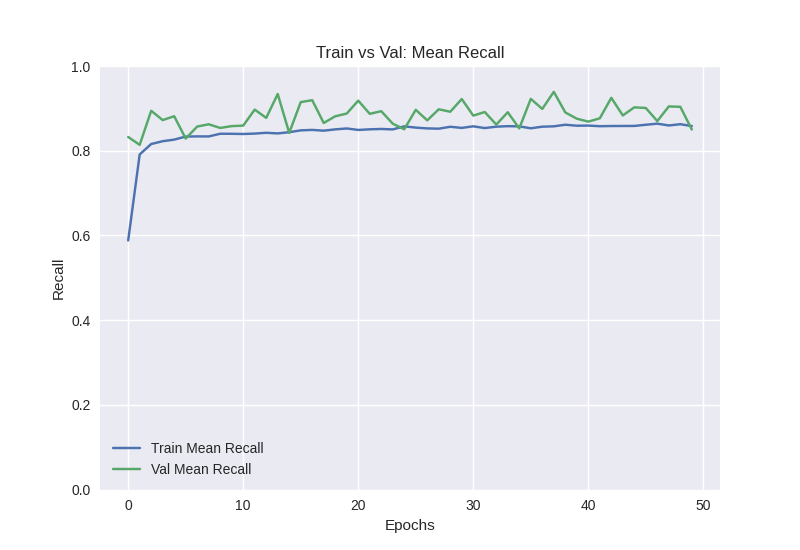 Train vs Val: Mean Recall
1.0
0.8
0.6
0.4
0.2
0.0
Recall
Train Mean Recall
Val Mean Recall
0 10 20 30 40 50
Epochs